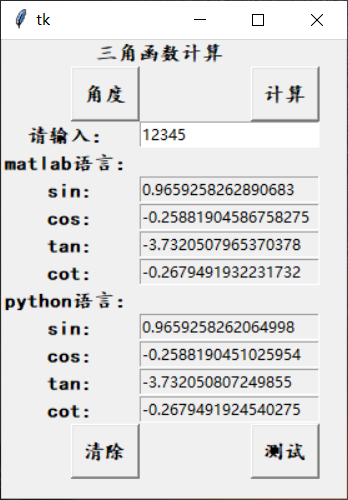 tk
三角函数计算
角度 计算
请输入: 12345
matlab语言:
sin: 0.9659258262890683
cos: -0.25881904586758275
tan: -3.7320507965370378
cot: -0.2679491932231732
python语言:
sin: 0.9659258262064998
cos: -0.2588190451025954
tan: -3.732050807249855
cot: -0.2679491924540275
清除 测试